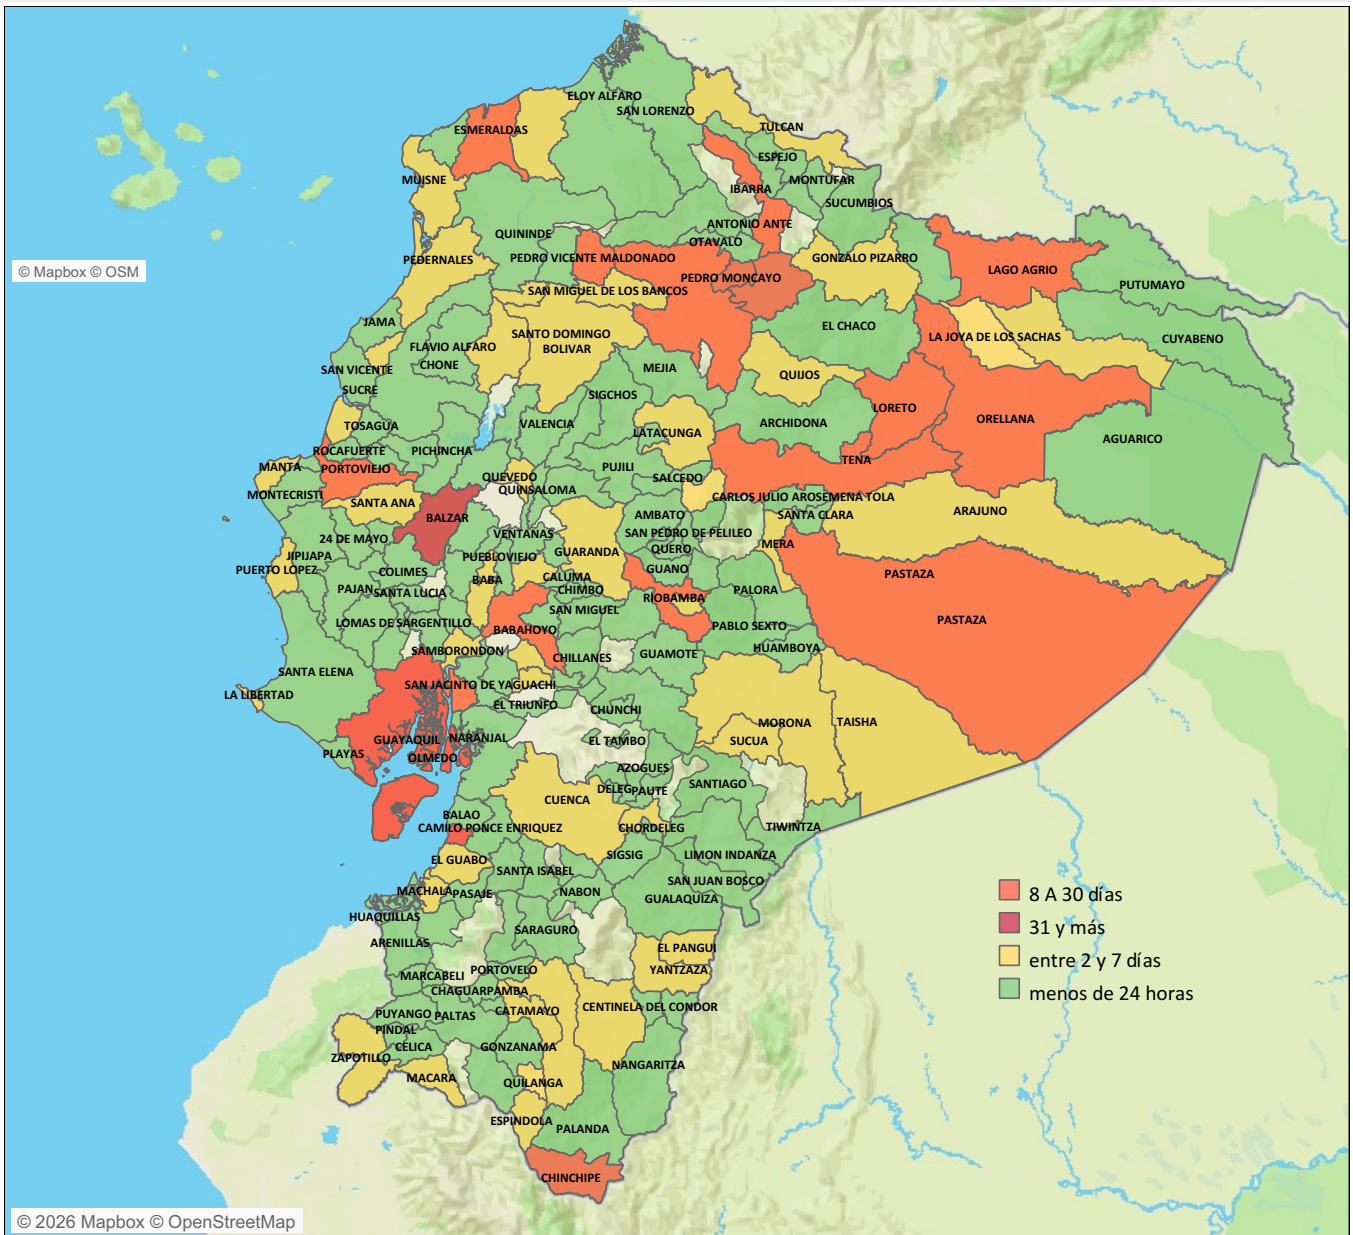 ELOY ALFARO
SAN LORENZO
ESMERALDAS
TULCAN
ESPEJO
MUISNE
IBARRA
MONTUFAR
SUCUMBIOS
ANTONIO ANTE
QUININDE
OTAVALO
PEDERNALES
PEDRO VICENTE MALDONADO
GONZALO PIZARRO
LAGO AGRIO
© Mapbox © OSM
PEDRO MONCAYO
PUTUMAYO
SAN MIGUEL DE LOS BANCOS
JAMA
EL CHACO
SANTO DOMINGO
LA JOYA DE LOS SACHAS
CUYABENO
FLAVIO ALFARO
BOLIVAR
CHONE
MEJIA
SAN VICENTE
QUIJOS
SUCRE
SIGCHOS
LORETO
ORELLANA
TOSAGUA
VALENCIA
ARCHIDONA
LATACUNGA
AGUARICO
ROCAFUERTE
PICHINCHA
TENA
MANTA
PORTOVIEJO
PUJILI
QUEVEDO
SALCEDO
MONTECRISTI
QUINSALOMA
CARLOS JULIO AROSEMENA TOLA
SANTA ANA
ARAJUNO
BALZAR
AMBATO
SANTA CLARA
VENTANAS
SAN PEDRO DE PELILEO
24 DE MAYO
MERA
QUERO
JIPIJAPA
PUEBLOVIEJO
GUARANDA
PUERTO LOPEZ
COLIMES
GUANO
PASTAZA
BABA
CALUMA
PAJAN
SANTA LUCIA
CHIMBO
PALORA
RIOBAMBA
SAN MIGUEL
PASTAZA
LOMAS DE SARGENTILLO
BABAHOYO
PABLO SEXTO
SAMBORONDON
HUAMBOYA
CHILLANES
GUAMOTE
SANTA ELENA
SAN JACINTO DE YAGUACHI
LA LIBERTAD
EL TRIUNFO
CHUNCHI
MORONA
TAISHA
GUAYAQUIL
NARANJAL
EL TAMBO
SUCUA
PLAYAS
OLMEDO
AZOGUES
SANTIAGO
DELEG
PAUTE
CUENCA
BALAO
CAMILO PONCE ENRIQUEZ
CHORDELEG
TIWINTZA
EL GUABO
SIGSIG
LIMON INDANZA
SANTA ISABEL
SAN JUAN BOSCO
MACHALA
PASAJE
NABON
GUALAQUIZA
8 A 30 días
HUAQUILLAS
31 y más
SARAGURO
ARENILLAS
EL PANGUI
entre 2 y 7 días
MARCABELI
PORTOVELO
YANTZAZA
CHAGUARPAMBA
menos de 24 horas
PUYANGO
PALTAS
CATAMAYO
CENTINELA DEL CONDOR
PINDAL
CELICA
GONZANAMA
ZAPOTILLO
NANGARITZA
MACARA
QUILANGA
ESPINDOLA
PALANDA
CHINCHIPE
© 2026 Mapbox © OpenStreetMap